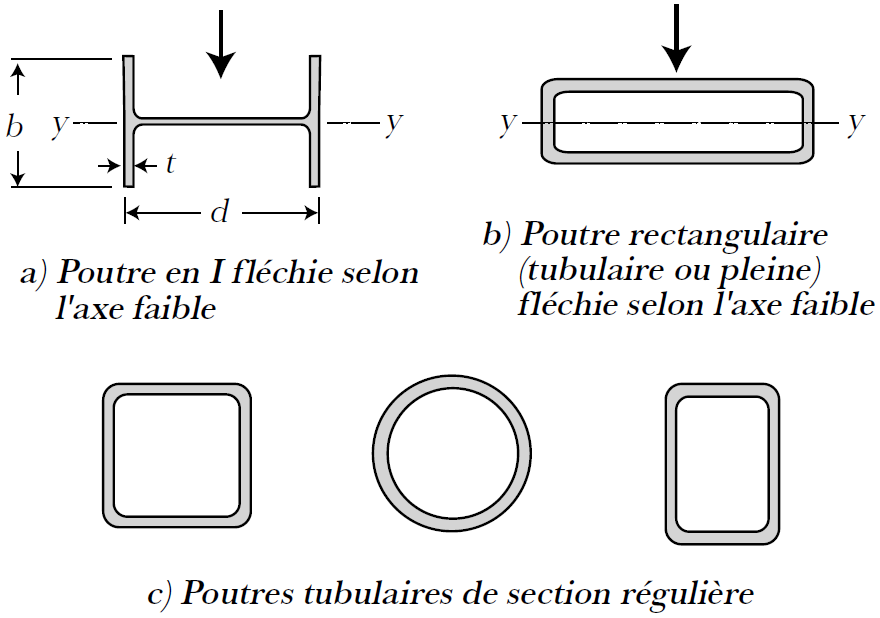 b
y
y
t
d
a) Poutre en I fléchie selon
l'axe faible
y
y
b) Poutre rectangulaire
(tubulaire ou pleine)
fléchie selon l'axe faible
c) Poutres tubulaires de section régulière